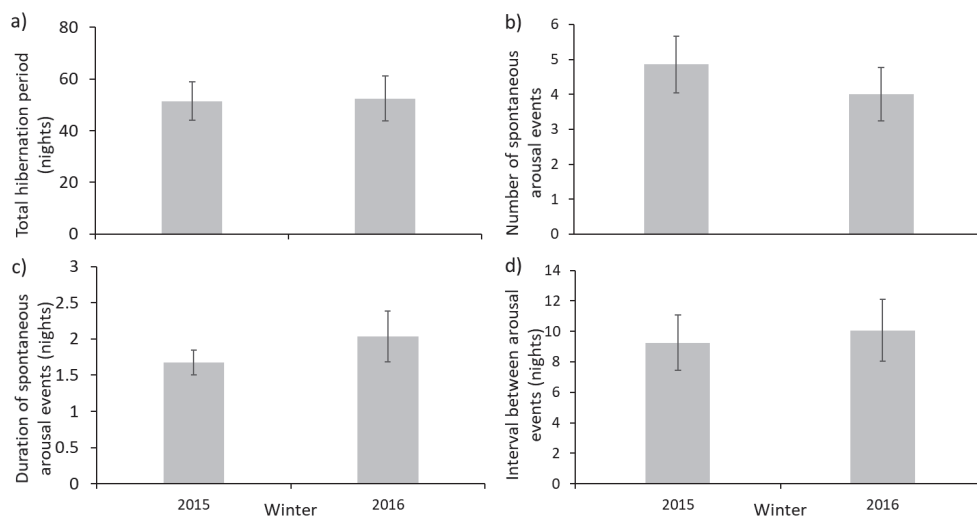 a)
Total hibernation period
(nights)
80
60
40
20
0
b)
Number of spontaneous
arousal events
6
5
4
3
2
1
0
c)
Duration of spontaneous
arousal events (nights)
3
2.5
2
1.5
1
0.5
0
2015
Winter
2016
d)
Interval between arousal
events (nights)
14
12
10
8
6
4
2
0
2015
Winter
2016